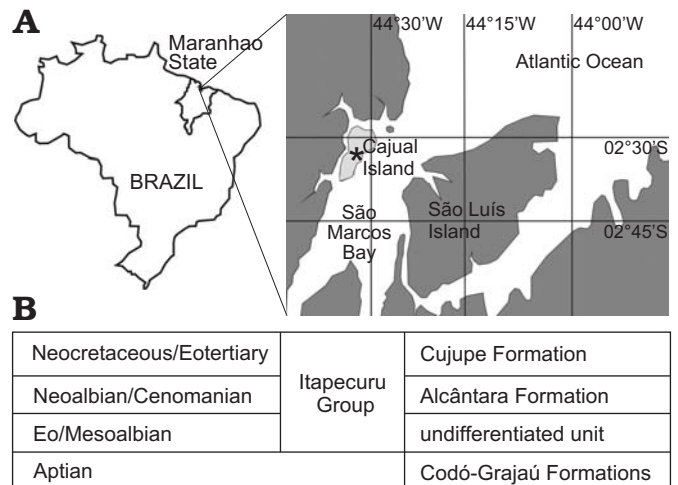 A
Maranhao
State
BRAZIL
44°30’W 44°15’W 44°00’W
Atlantic Ocean
02°30’S
*Cajual
Island
São
Marcos
Bay
São Luís
Island
02°45’S
B
Neocretaceous/Eotertiary
Itapecuru
Group
Cujupe Formation
Neoalbian/Cenomanian
Alcântara Formation
Eo/Mesoalbian
undifferentiated unit
Aptian
Codó-Grajaú Formations